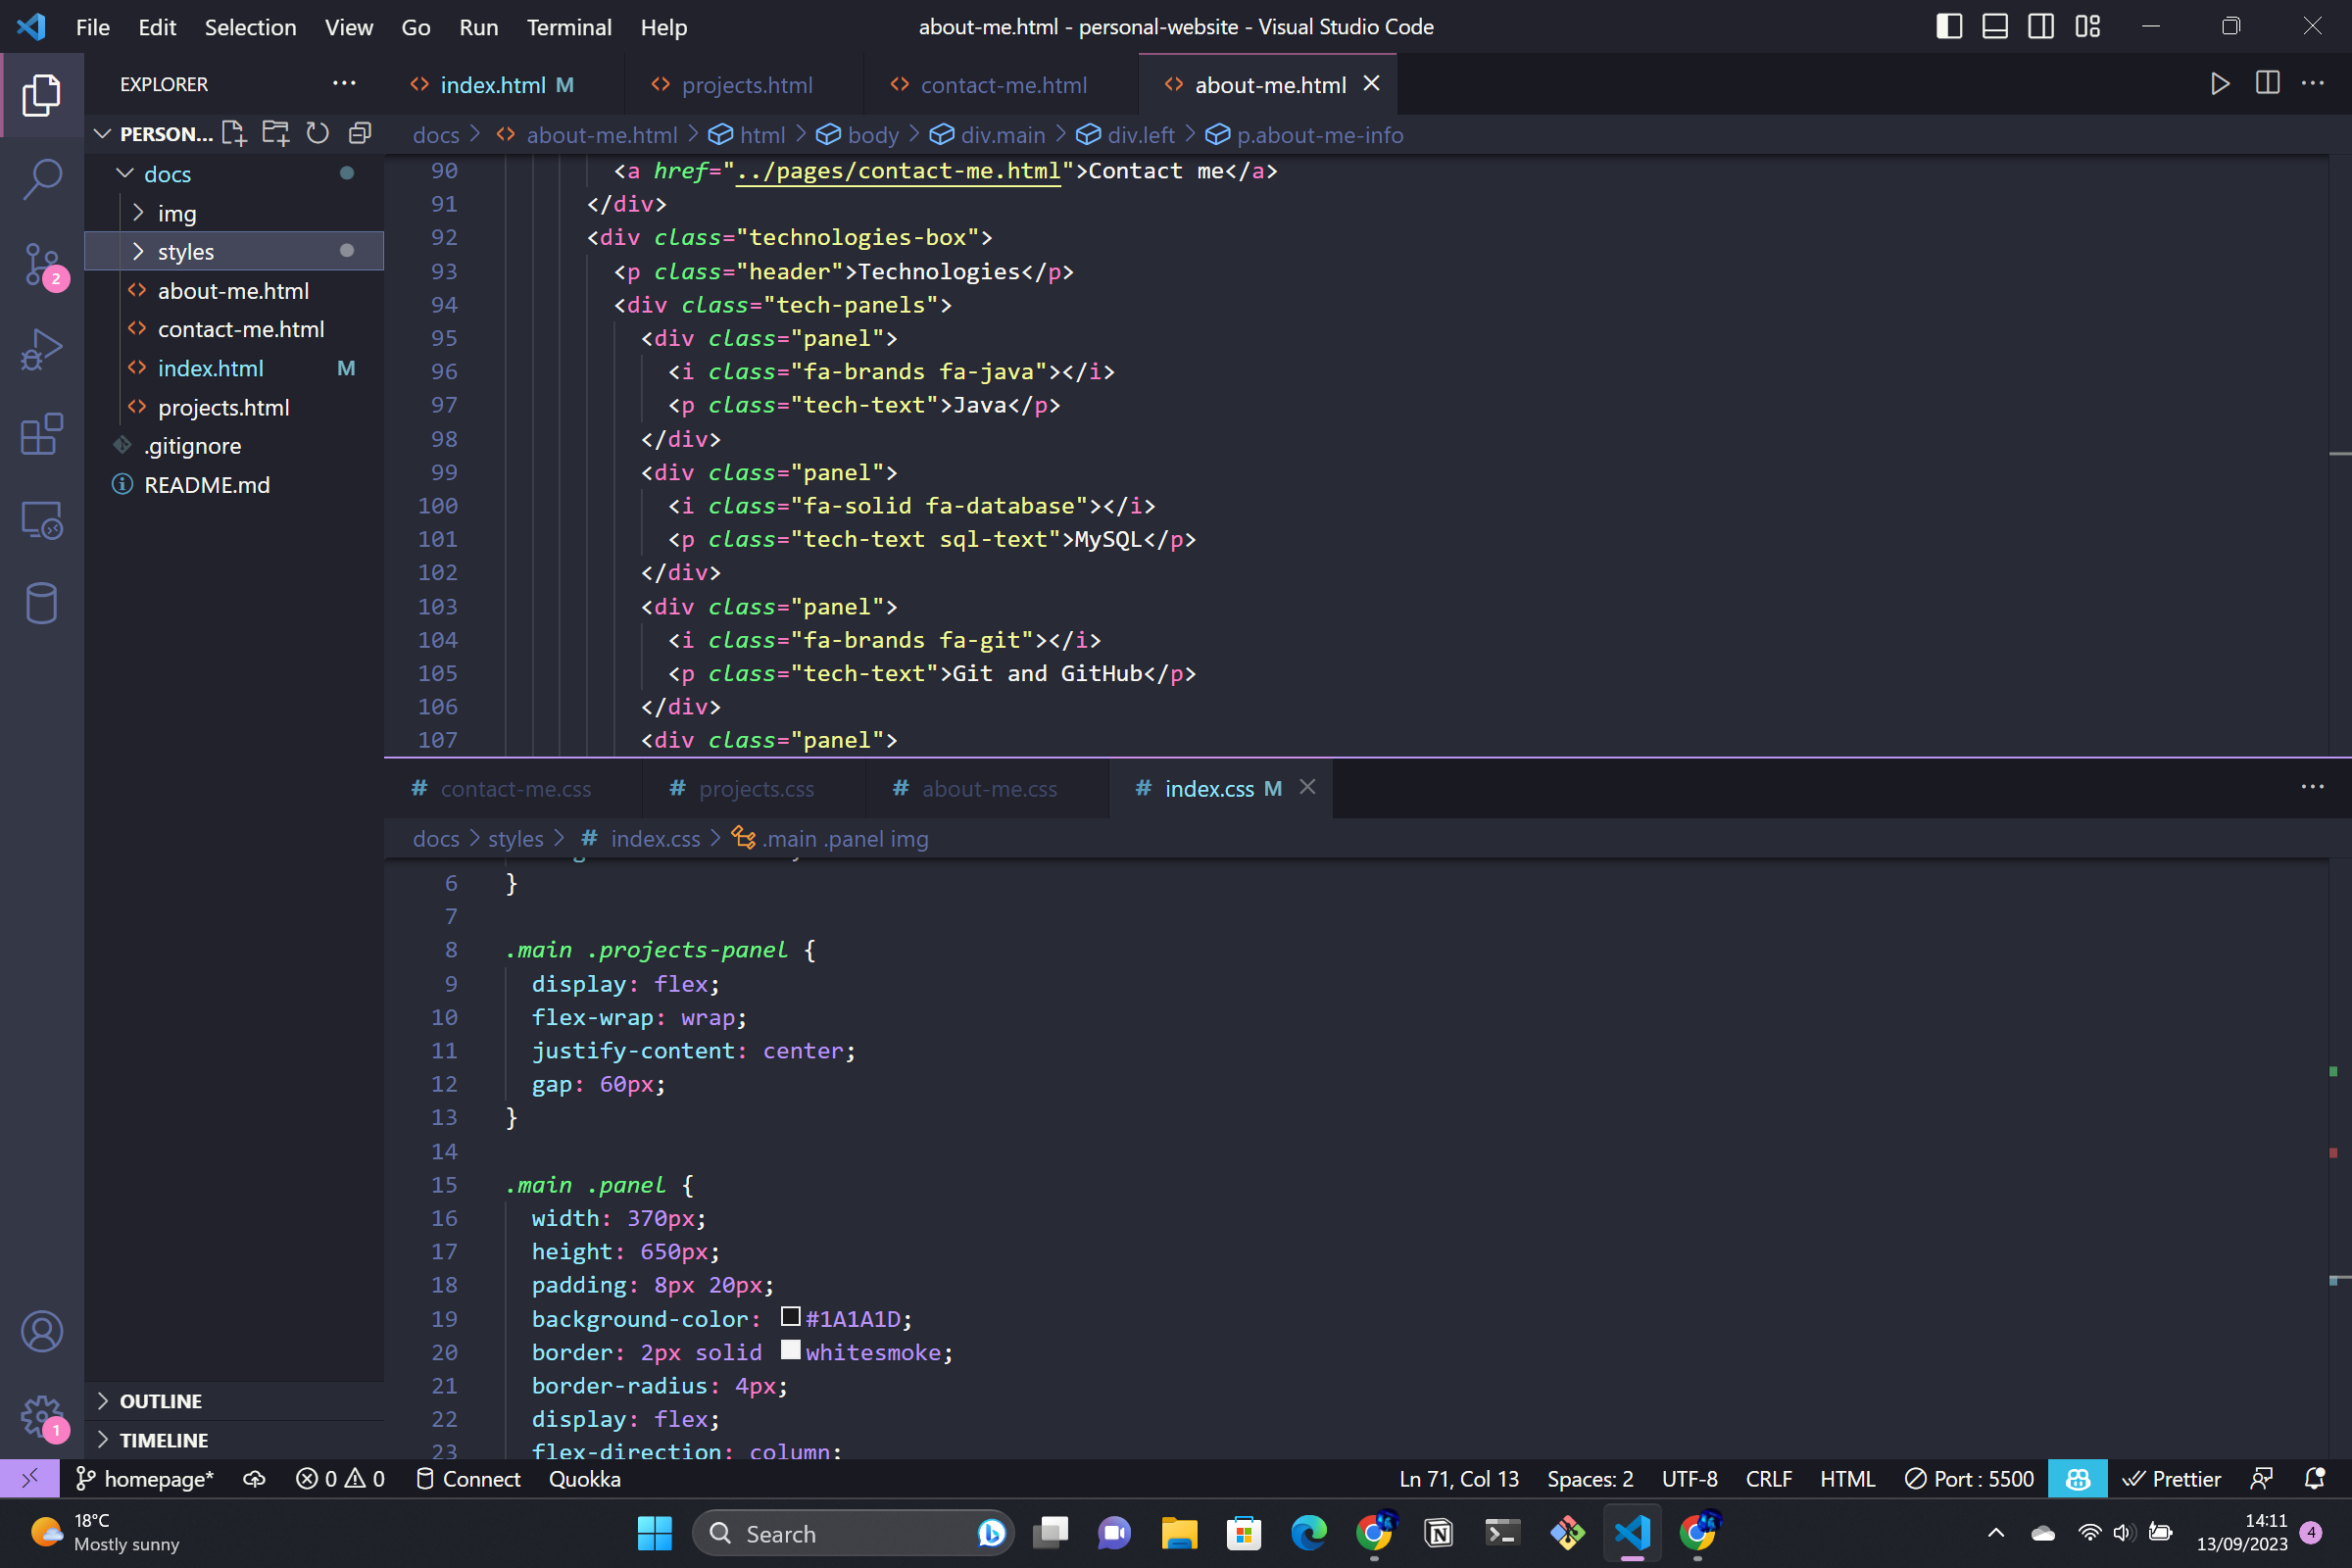 File Edit Selection View Go Run Terminal Help
about-me.html - personal-website - Visual Studio Code
EXPLORER
index.html M
projects.html
contact-me.html
about-me.html
PERSON...
docs > about-me.html > html > body > div.main > div.left > p.about-me-info
docs
img
styles
about-me.html
contact-me.html
index.html M
projects.html
.gitignore
README.md
OUTLINE
TIMELINE
2
1
90 <a href="../pages/contact-me.html">Contact me</a>
91 </div>
92 <div class="technologies-box">
93 <p class="header">Technologies</p>
94 <div class="tech-panels">
95 <div class="panel">
96 <i class="fa-brands fa-java"></i>
97 <p class="tech-text">Java</p>
98 </div>
99 <div class="panel">
100 <i class="fa-solid fa-database"></i>
101 <p class="tech-text sql-text">MySQL</p>
102 </div>
103 <div class="panel">
104 <i class="fa-brands fa-git"></i>
105 <p class="tech-text">Git and GitHub</p>
106 </div>
107 <div class="panel">
# contact-me.css
# projects.css
# about-me.css
# index.css M
docs > styles > # index.css > .main .panel img
6 }
7
8 .main .projects-panel {
9 display: flex;
10 flex-wrap: wrap;
11 justify-content: center;
12 gap: 60px;
13 }
14
15 .main .panel {
16 width: 370px;
17 height: 650px;
18 padding: 8px 20px;
19 background-color: #1A1A1D;
20 border: 2px solid whitesmoke;
21 border-radius: 4px;
22 display: flex;
23 flex-direction: column;
homepage* 0 0 Connect Quokka
Ln 71, Col 13 Spaces: 2 UTF-8 CRLF HTML Port : 5500 Prettier
18°C
Mostly sunny
Search
14:11
13/09/2023
4